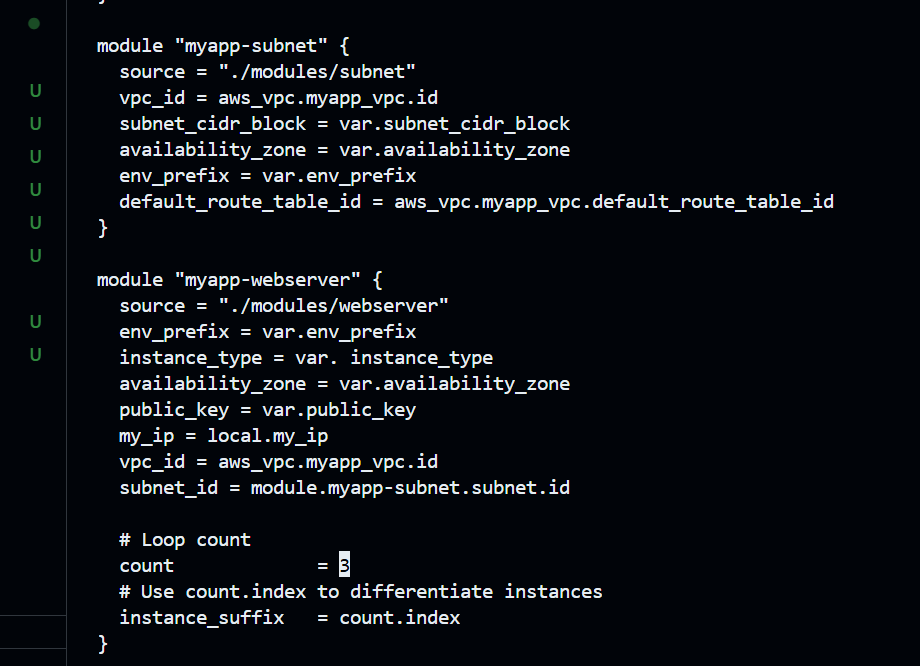 }
module "myapp-subnet" {
  source = "./modules/subnet"
  vpc_id = aws_vpc.myapp_vpc.id
  subnet_cidr_block = var.subnet_cidr_block
  availability_zone = var.availability_zone
  env_prefix = var.env_prefix
  default_route_table_id = aws_vpc.myapp_vpc.default_route_table_id
}
module "myapp-webserver" {
  source = "./modules/webserver"
  env_prefix = var.env_prefix
  instance_type = var. instance_type
  availability_zone = var.availability_zone
  public_key = var.public_key
  my_ip = local.my_ip
  vpc_id = aws_vpc.myapp_vpc.id
  subnet_id = module.myapp-subnet.subnet.id
  # Loop count
  count             = 3
  # Use count.index to differentiate instances
  instance_suffix   = count.index
}
U
U
U
U
U
U
U
U